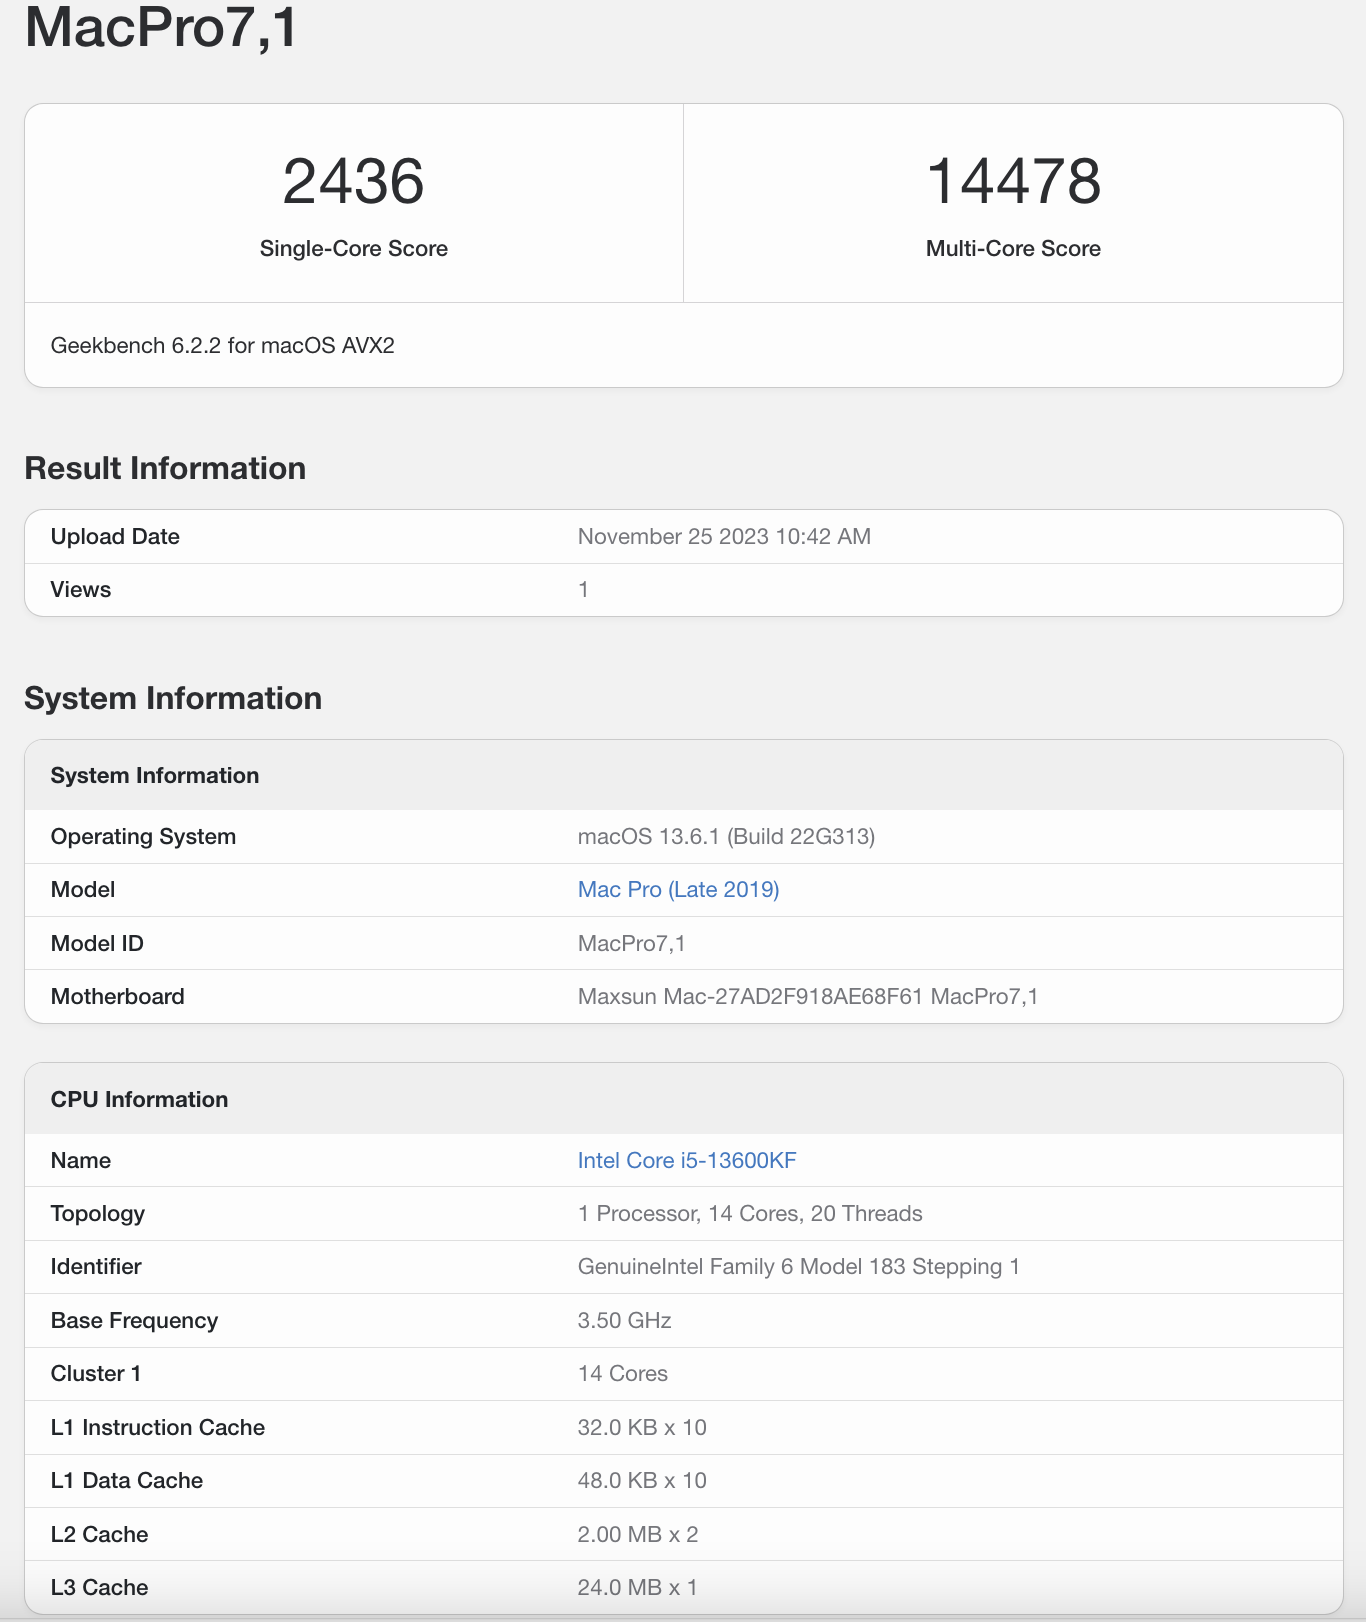 MacPro7,1
2436
14478
Single-Core Score
Multi-Core Score
Geekbench 6.2.2 for macOS AVX2
Result Information
Upload Date November 25 2023 10:42 AM
Views 1
System Information
System Information
Operating System macOS 13.6.1 (Build 22G313)
Model Mac Pro (Late 2019)
Model ID MacPro7,1
Motherboard Maxsun Mac-27AD2F918AE68F61 MacPro7,1
CPU Information
Name Intel Core i5-13600KF
Topology 1 Processor, 14 Cores, 20 Threads
Identifier GenuineIntel Family 6 Model 183 Stepping 1
Base Frequency 3.50 GHz
Cluster 1 14 Cores
L1 Instruction Cache 32.0 KB x 10
L1 Data Cache 48.0 KB x 10
L2 Cache 2.00 MB x 2
L3 Cache 24.0 MB x 1